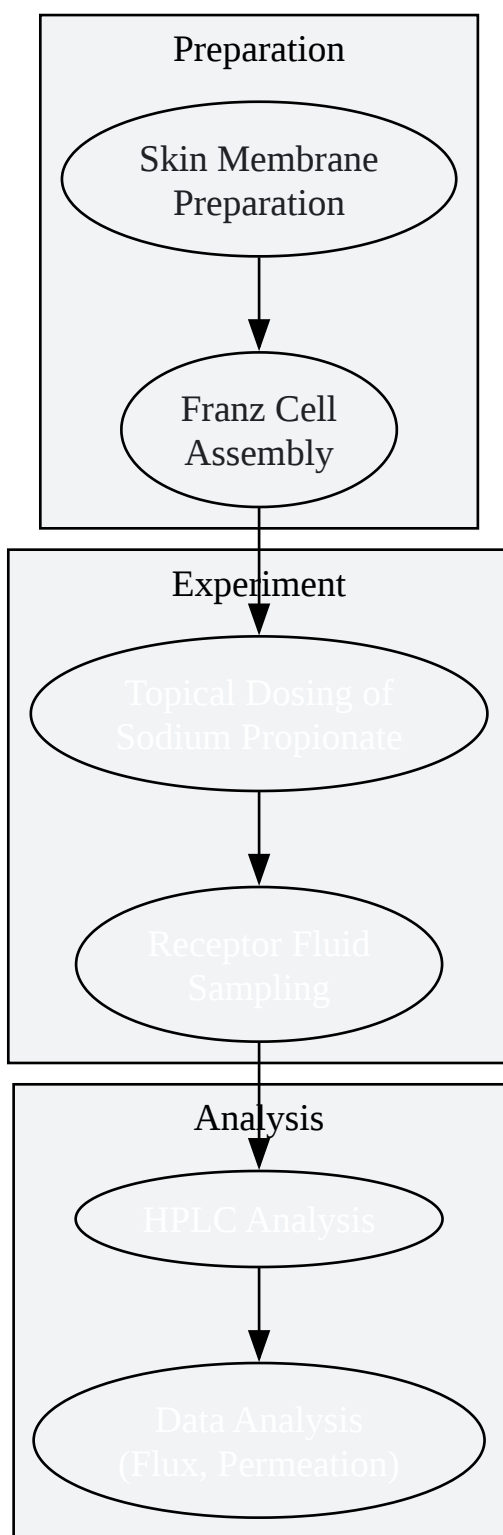 Preparation
Skin Membrane
Preparation
Franz Cell
Assembly
Experiment
Topical Dosing of
Sodium Propionate
Receptor Fluid
Sampling
Analysis
HPLC Analysis
Data Analysis
(Flux, Permeation)